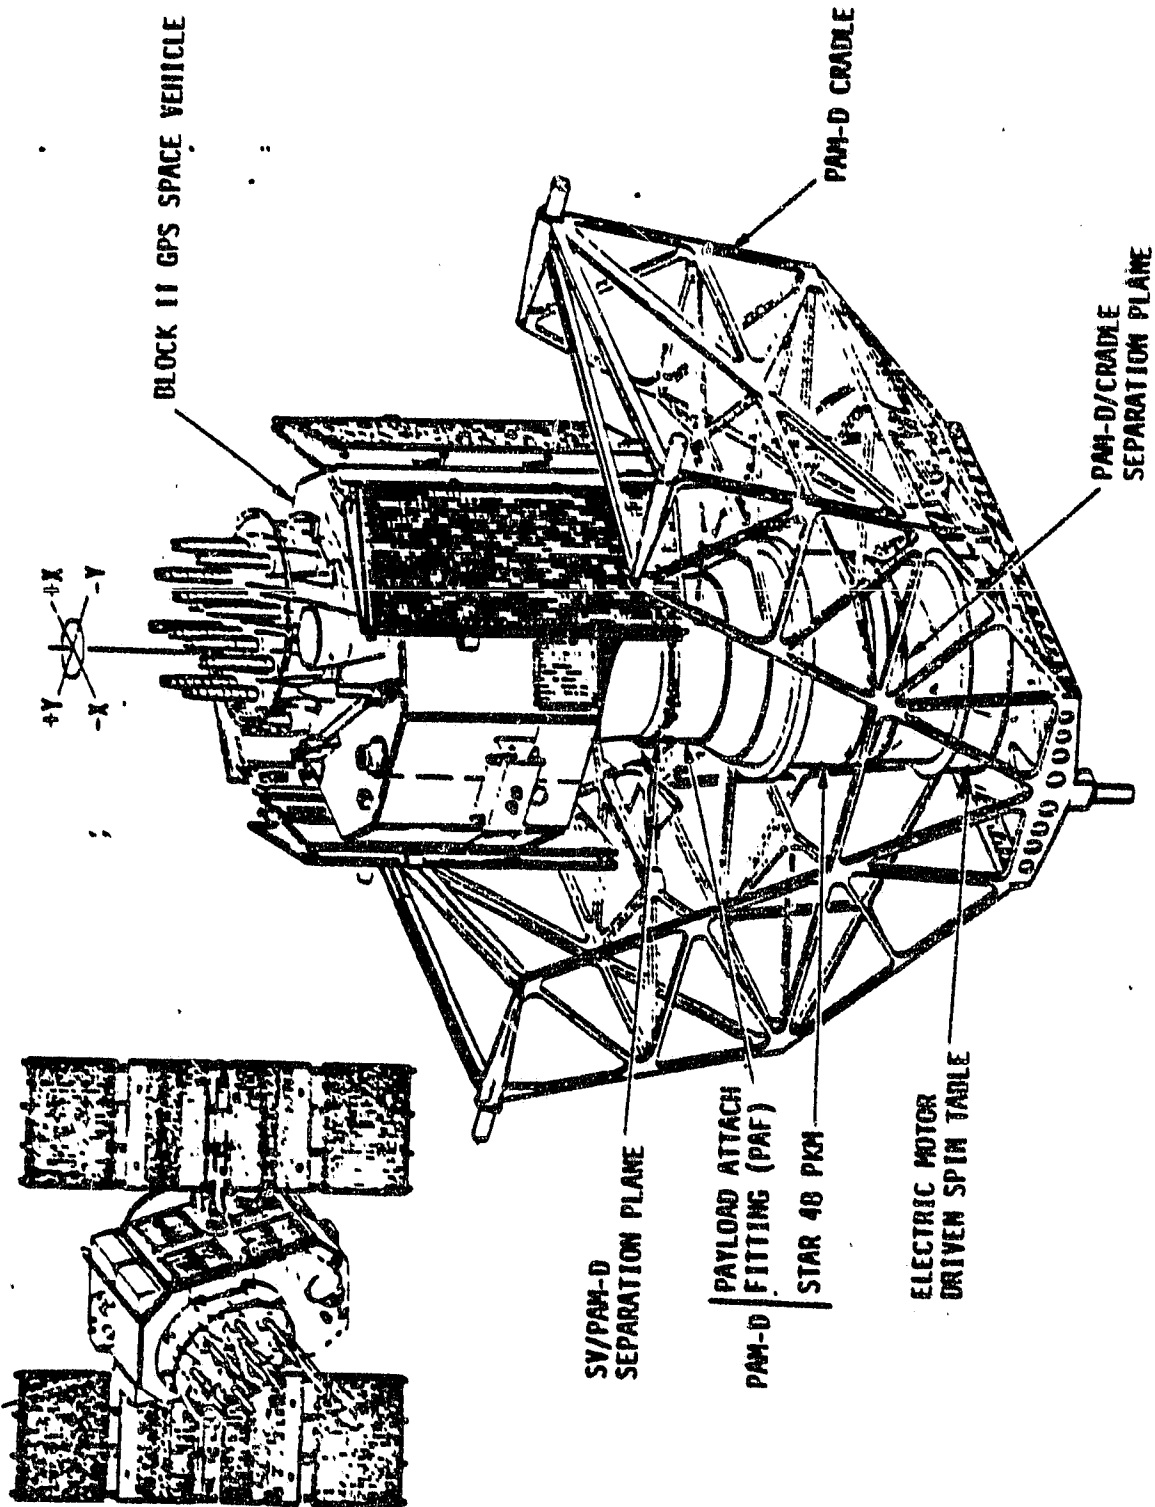 +Y
+X
-X
-Y
BLOCK II GPS SPACE VEHICLE
PAM-D CRADLE
PAM-D/CRADLE
SEPARATION PLANE
SV/PAM-D
SEPARATION PLANE
PAM-D
PAYLOAD ATTACH
FITTING (PAF)
STAR 48 PKM
ELECTRIC MOTOR
DRIVEN SPIN TABLE